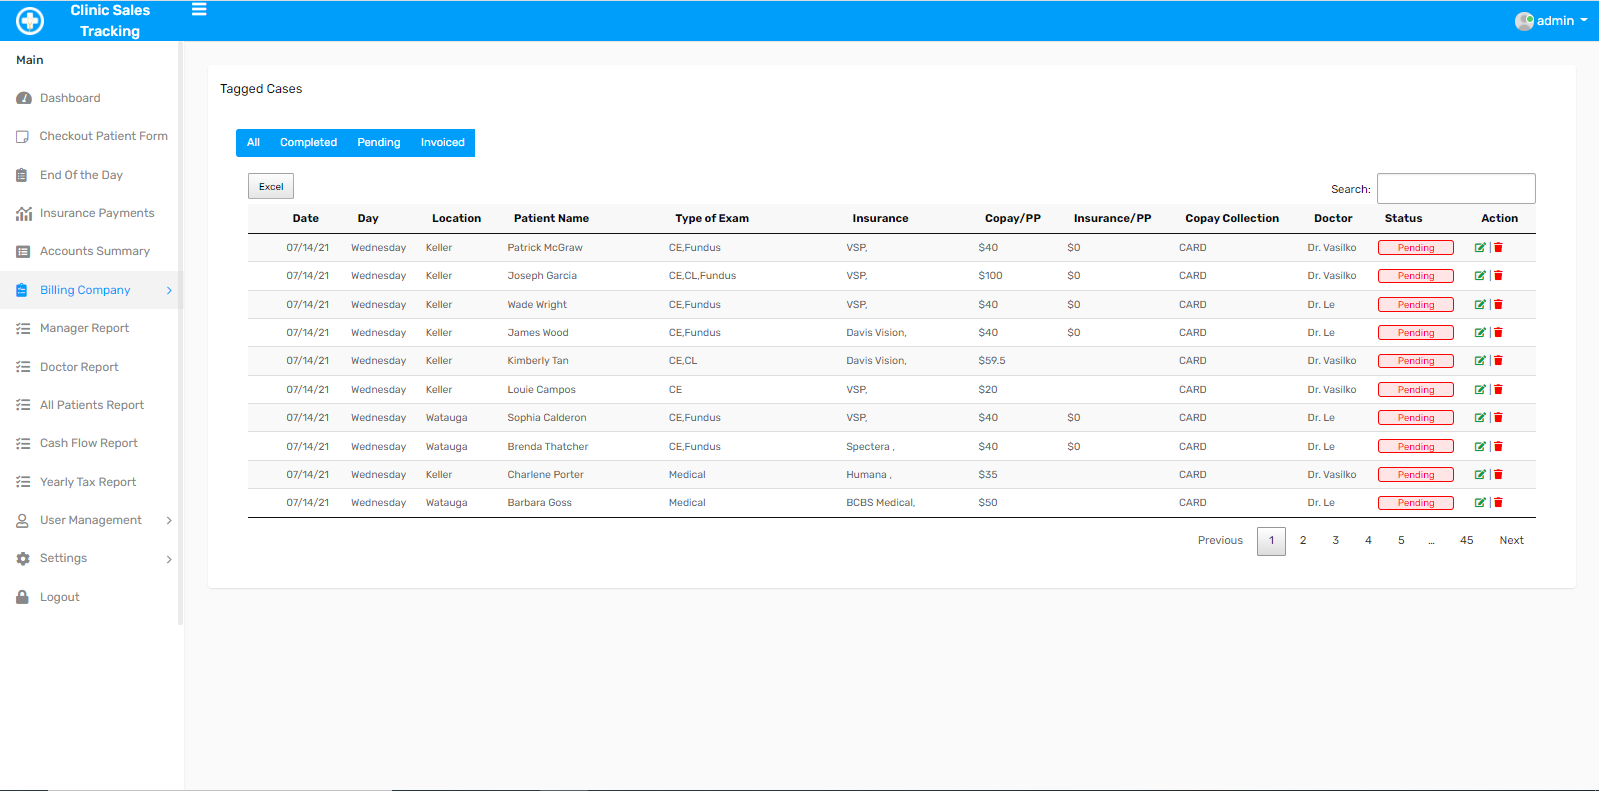 Clinic Sales
Tracking
admin
Main
Dashboard
Checkout Patient Form
End Of the Day
Insurance Payments
Accounts Summary
Billing Company
Manager Report
Doctor Report
All Patients Report
Cash Flow Report
Yearly Tax Report
User Management
Settings
Logout
Tagged Cases
All Completed Pending Invoiced
Excel
Search:
Date Day Location Patient Name Type of Exam Insurance Copay/PP Insurance/PP Copay Collection Doctor Status Action
07/14/21 Wednesday Keller Patrick McGraw CE,Fundus VSP, $40 $0 CARD Dr. Vasilko Pending |
07/14/21 Wednesday Keller Joseph Garcia CE,CL,Fundus VSP, $100 $0 CARD Dr. Vasilko Pending |
07/14/21 Wednesday Keller Wade Wright CE,Fundus VSP, $40 $0 CARD Dr. Le Pending |
07/14/21 Wednesday Keller James Wood CE,Fundus Davis Vision, $40 $0 CARD Dr. Le Pending |
07/14/21 Wednesday Keller Kimberly Tan CE,CL Davis Vision, $59.5 CARD Dr. Vasilko Pending |
07/14/21 Wednesday Keller Louie Campos CE VSP, $20 CARD Dr. Vasilko Pending |
07/14/21 Wednesday Watauga Sophia Calderon CE,Fundus VSP, $40 $0 CARD Dr. Le Pending |
07/14/21 Wednesday Watauga Brenda Thatcher CE,Fundus Spectera , $40 $0 CARD Dr. Le Pending |
07/14/21 Wednesday Keller Charlene Porter Medical Humana , $35 CARD Dr. Vasilko Pending |
07/14/21 Wednesday Watauga Barbara Goss Medical BCBS Medical, $50 CARD Dr. Le Pending |
Previous 1 2 3 4 5 … 45 Next